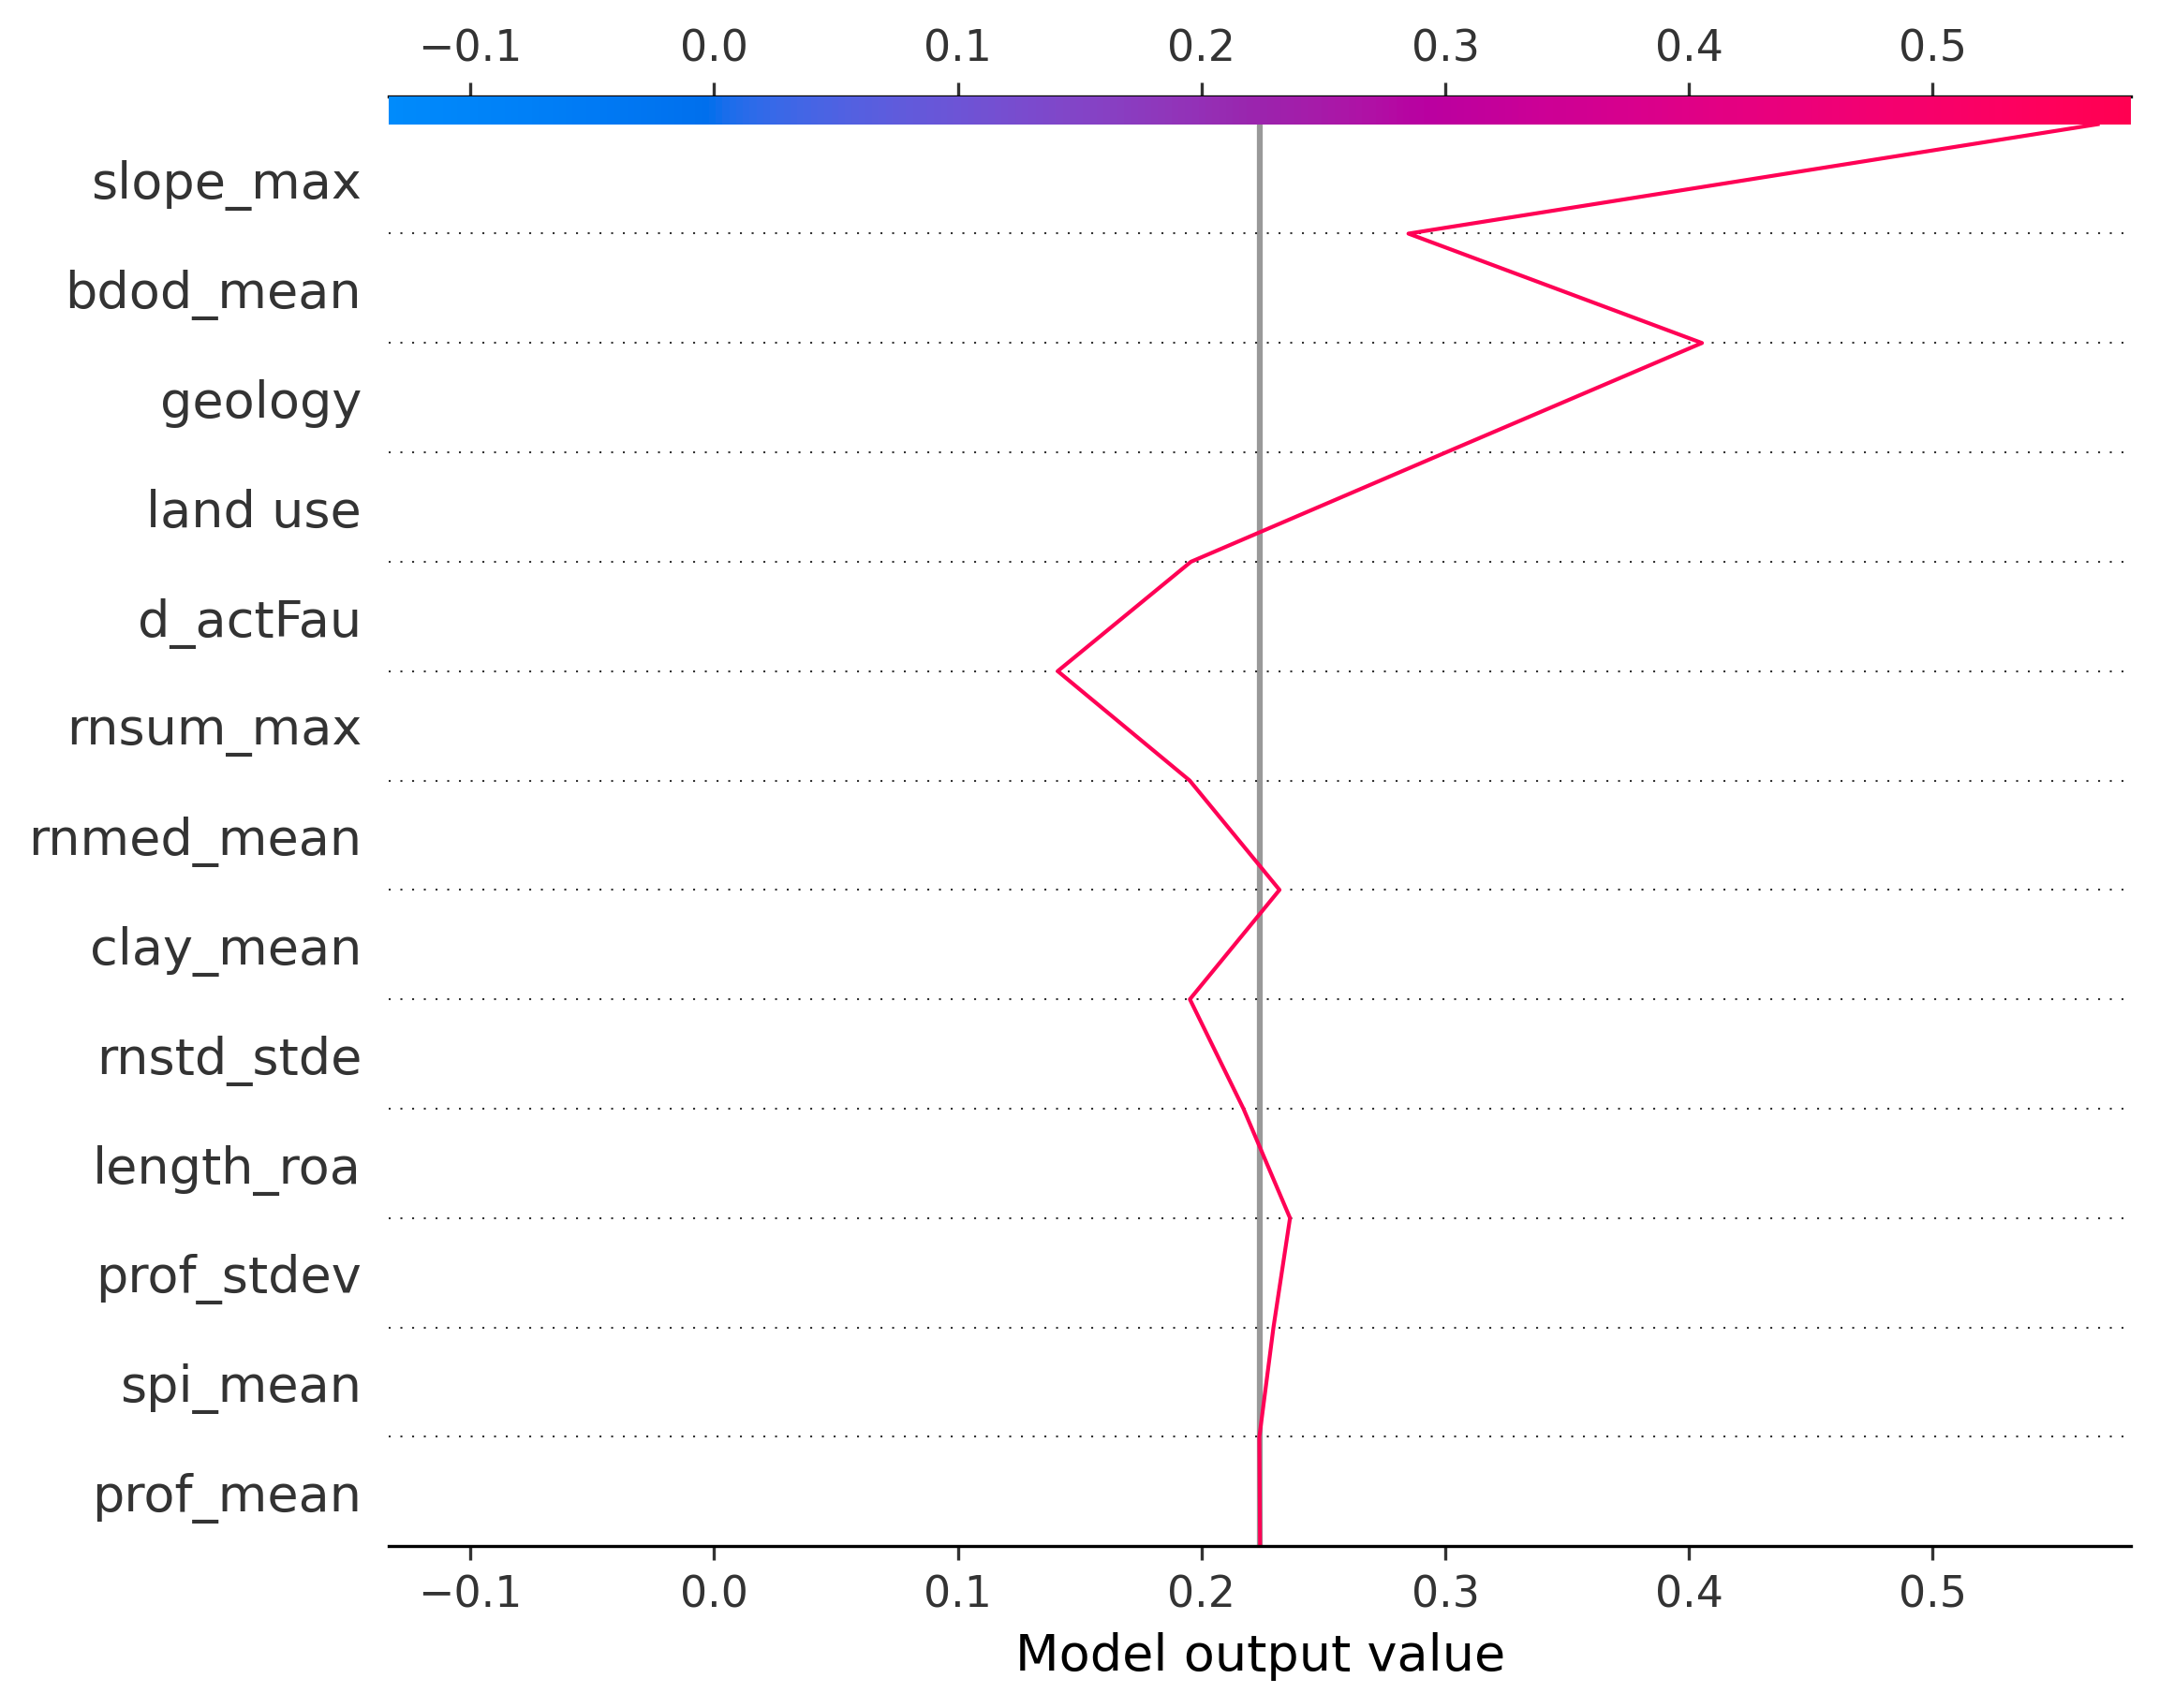 −0.1 0.0 0.1 0.2 0.3 0.4 0.5
slope_max
bdod_mean
geology
land use
d_actFau
rnsum_max
rnmed_mean
clay_mean
rnstd_stde
length_roa
prof_stdev
spi_mean
prof_mean
−0.1 0.0 0.1 0.2 0.3 0.4 0.5
Model output value